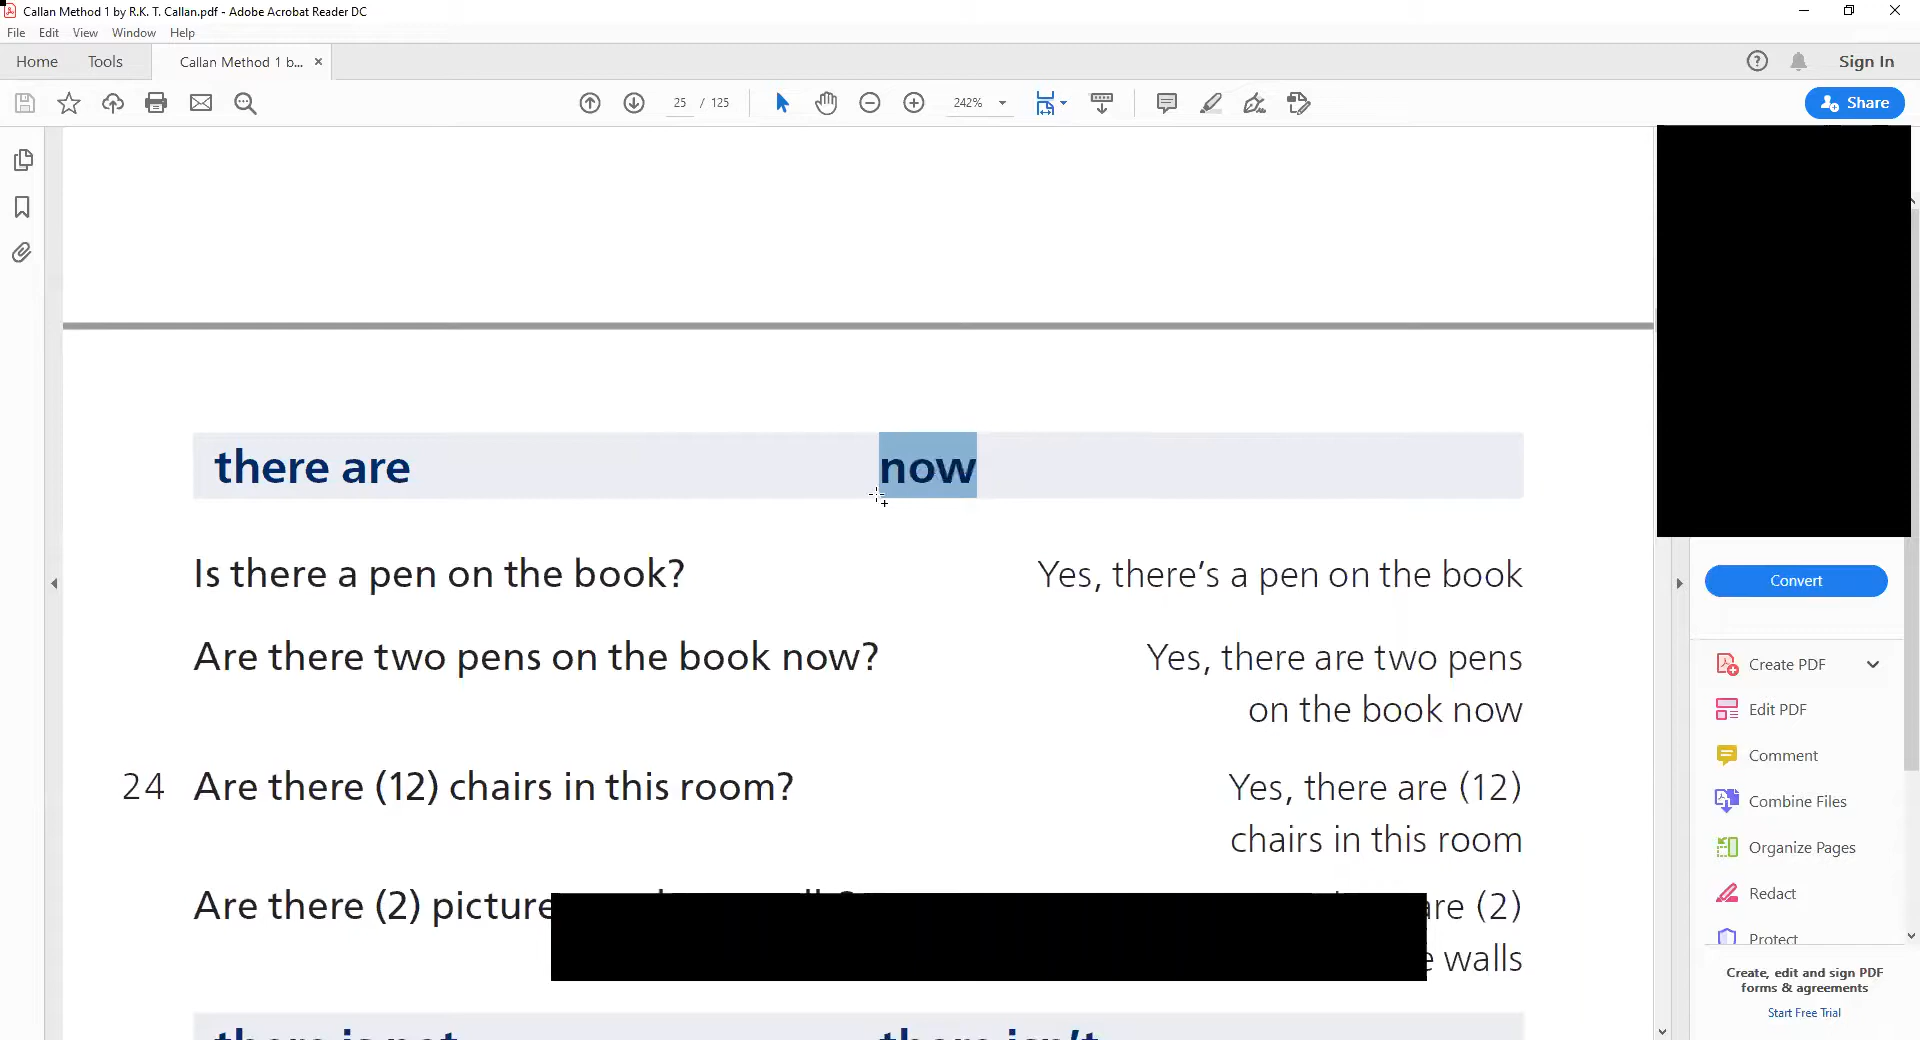 Callan Method 1 by R.K. T. Callan.pdf - Adobe Acrobat Reader DC
File Edit View Window Help
Home Tools Callan Method 1 b... × Sign In
25 / 125 242% Share
there are now
Is there a pen on the book? Yes, there's a pen on the book
Are there two pens on the book now? Yes, there are two pens
on the book now
24 Are there (12) chairs in this room? Yes, there are (12)
chairs in this room
Are there (2) picture are (2)
walls
there is not there isn't
Convert
Create PDF
Edit PDF
Comment
Combine Files
Organize Pages
Redact
Protect
Create, edit and sign PDF
forms & agreements
Start Free Trial